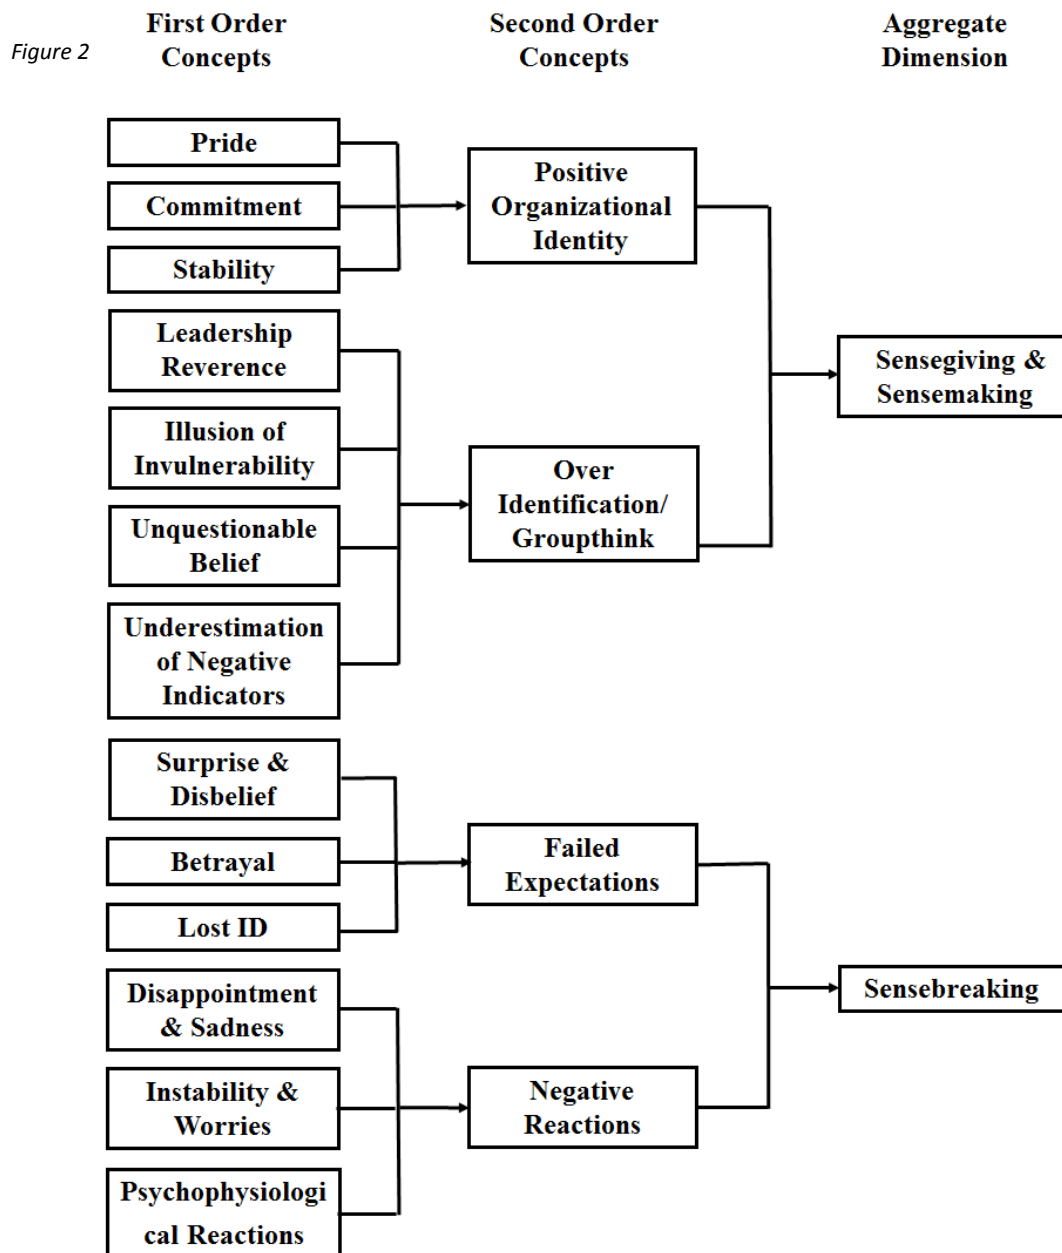 Figure 2
First Order
Concepts
Second Order
Concepts
Aggregate
Dimension
Pride
Commitment
Stability
Positive
Organizational
Identity
Leadership
Reverence
Illusion of
Invulnerability
Unquestionable
Belief
Underestimation
of Negative
Indicators
Over
Identification/
Groupthink
Sensegiving &
Sensemaking
Surprise &
Disbelief
Betrayal
Lost ID
Failed
Expectations
Disappointment
& Sadness
Instability &
Worries
Psychophysiologi
cal Reactions
Negative
Reactions
Sensebreaking